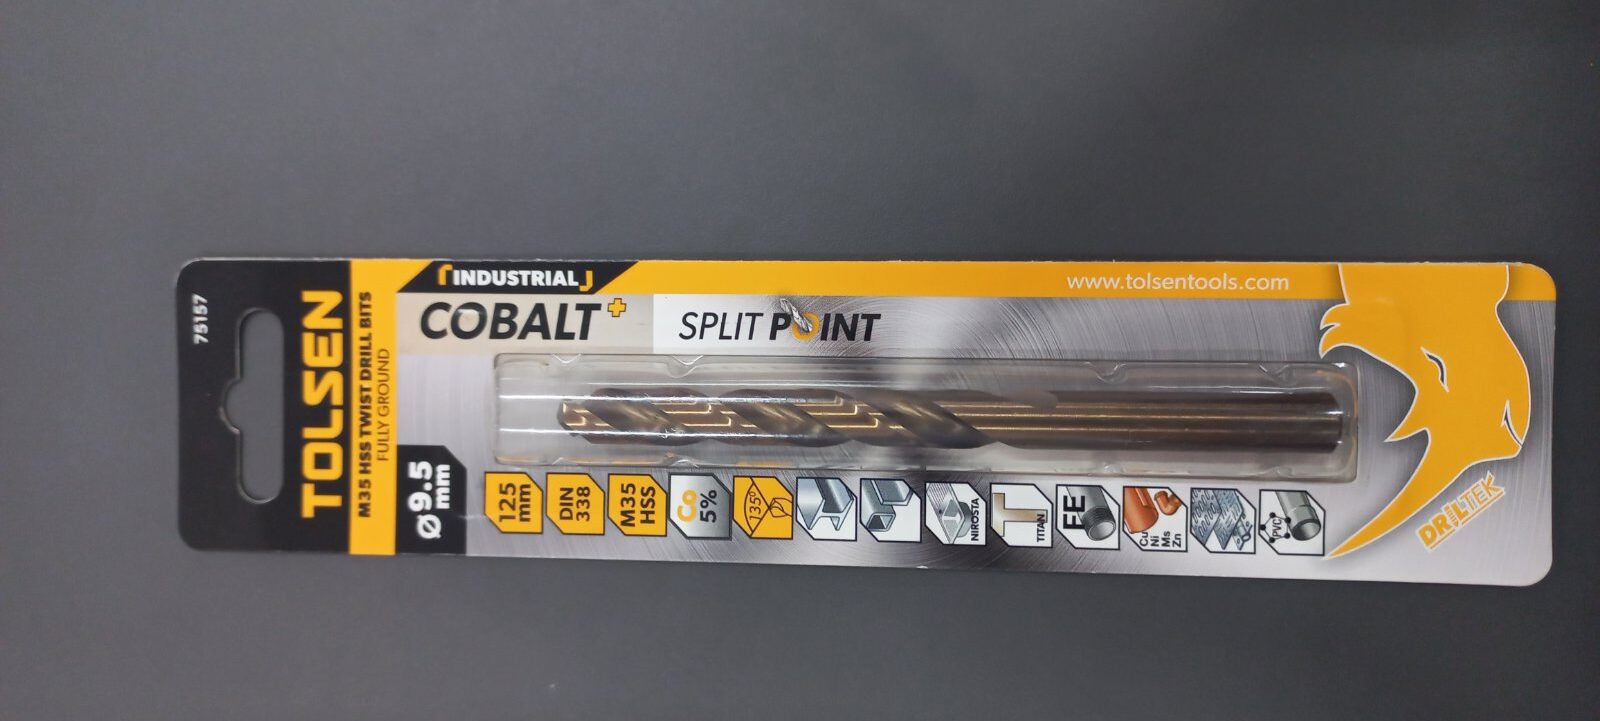 75157
TOLSEN
M35 HSS TWIST DRILL BITS
FULLY GROUND
INDUSTRIAL
COBALT+
SPLIT POINT
www.tolsentools.com
Ø9.5
mm
125
mm
DIN
338
M35
HSS
Co
5%
135°
NIROSTA
TITAN
FE
Cu
Ni
Ms
Zn
PVC
DRILTEK